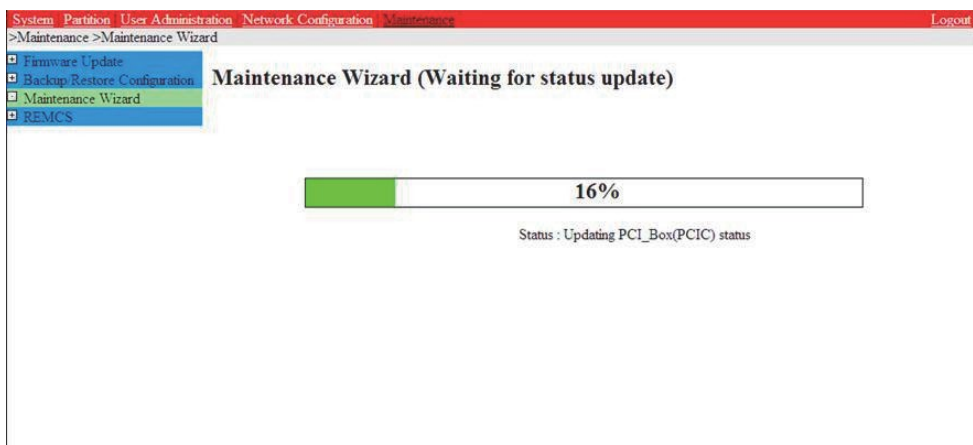 System Partition User Administration Network Configuration Maintenance Logout
>Maintenance >Maintenance Wizard
Firmware Update
Backup/Restore Configuration
Maintenance Wizard
REMCS
Maintenance Wizard (Waiting for status update)
16%
Status : Updating PCI_Box(PCIC) status